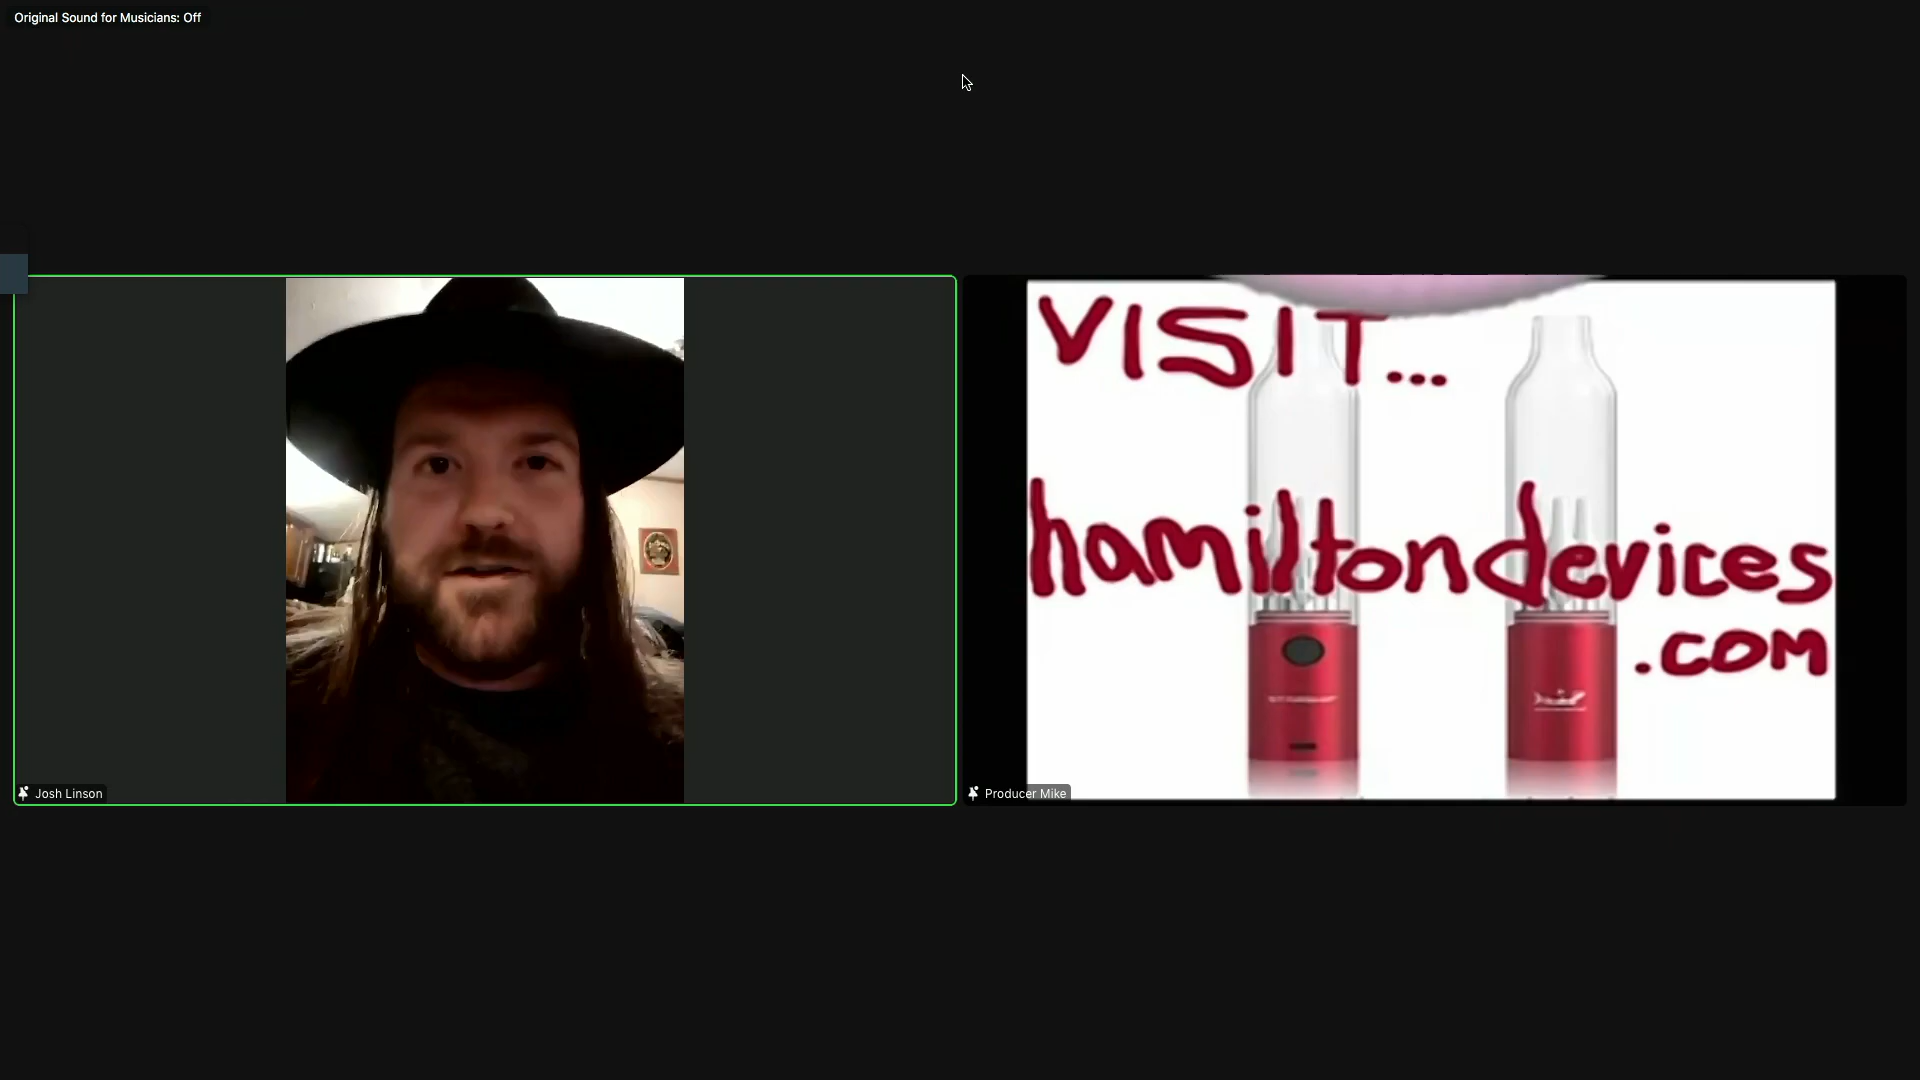 Original Sound for Musicians: Off
VISIT...
hamiltondevices
.com
Josh Linson
Producer Mike